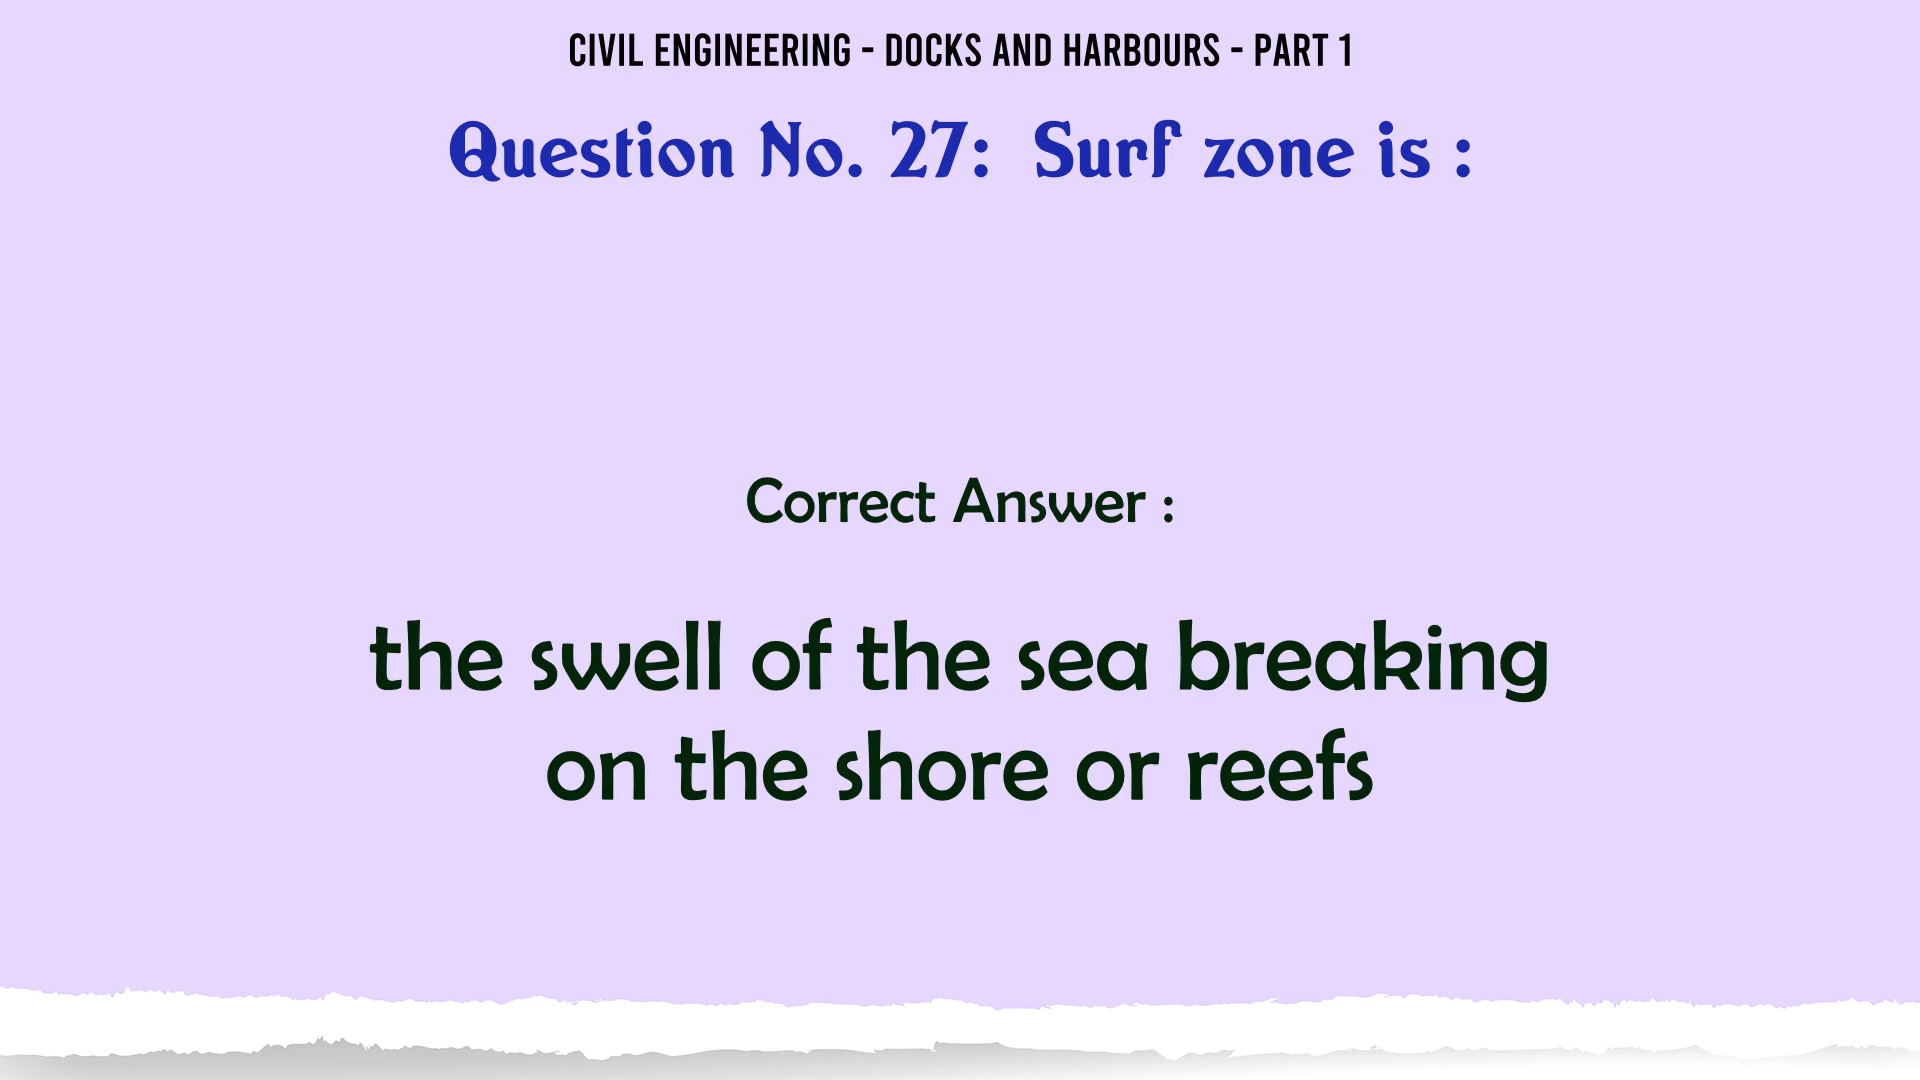 CIVIL ENGINEERING - DOCKS AND HARBOURS - PART 1
Question No. 27: Surf zone is :
Correct Answer :
the swell of the sea breaking
on the shore or reefs